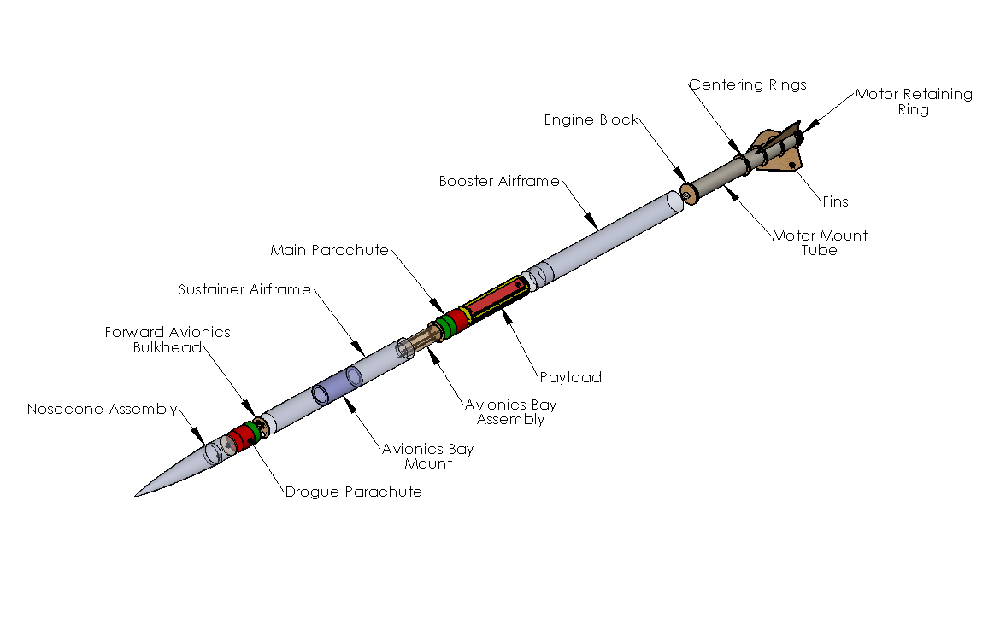 Centering Rings
Motor Retaining
Ring
Engine Block
Booster Airframe
Fins
Motor Mount
Tube
Main Parachute
Sustainer Airframe
Forward Avionics
Bulkhead
Payload
Nosecone Assembly
Avionics Bay
Assembly
Avionics Bay
Mount
Drogue Parachute